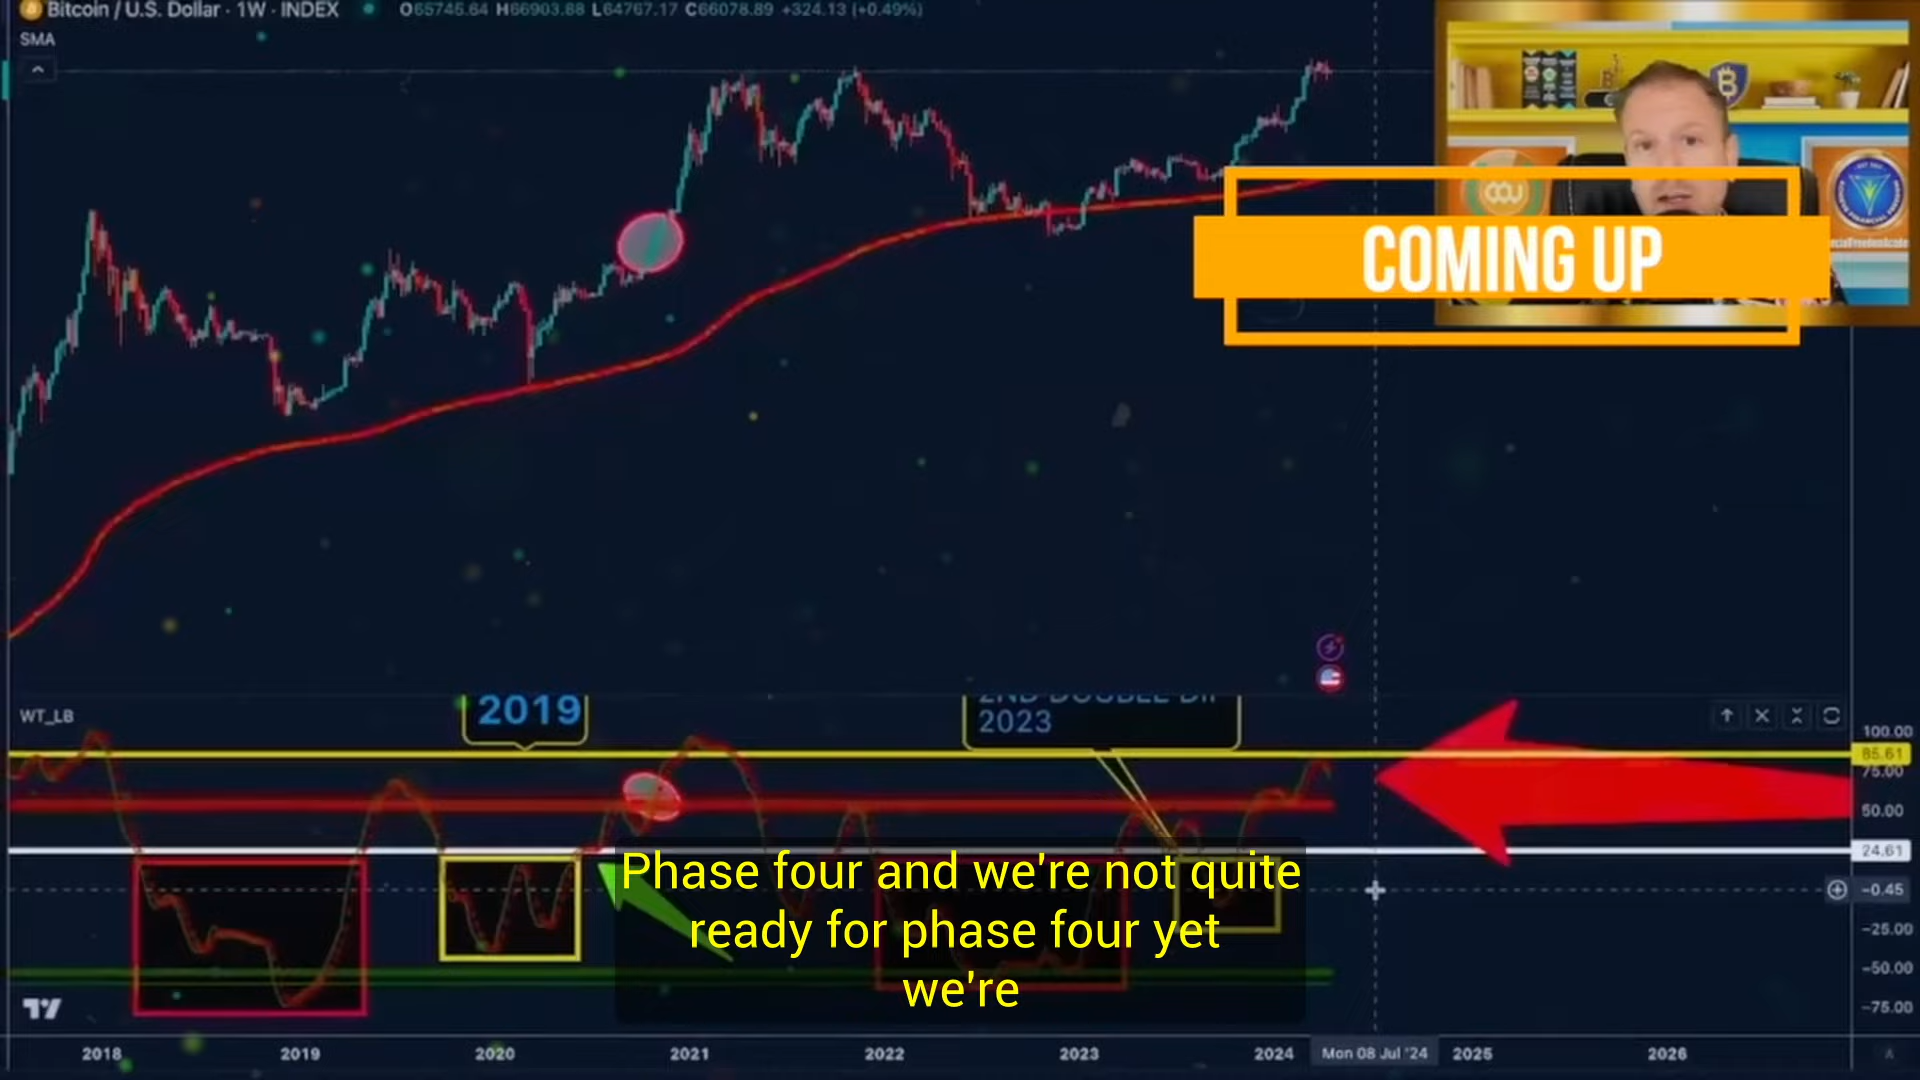 Bitcoin / U.S. Dollar · 1W · INDEX O65745.64 H66903.68 L64767.17 C66078.89 +324.13 (+0.49%)
SMA
COMING UP
WT_LB
2019
2023
100.00
85.61
75.00
50.00
24.61
−0.45
−25.00
−50.00
−75.00
Phase four and we're not quite
ready for phase four yet
we're
2018 2019 2020 2021 2022 2023 2024 Mon 08 Jul '24 2025 2026